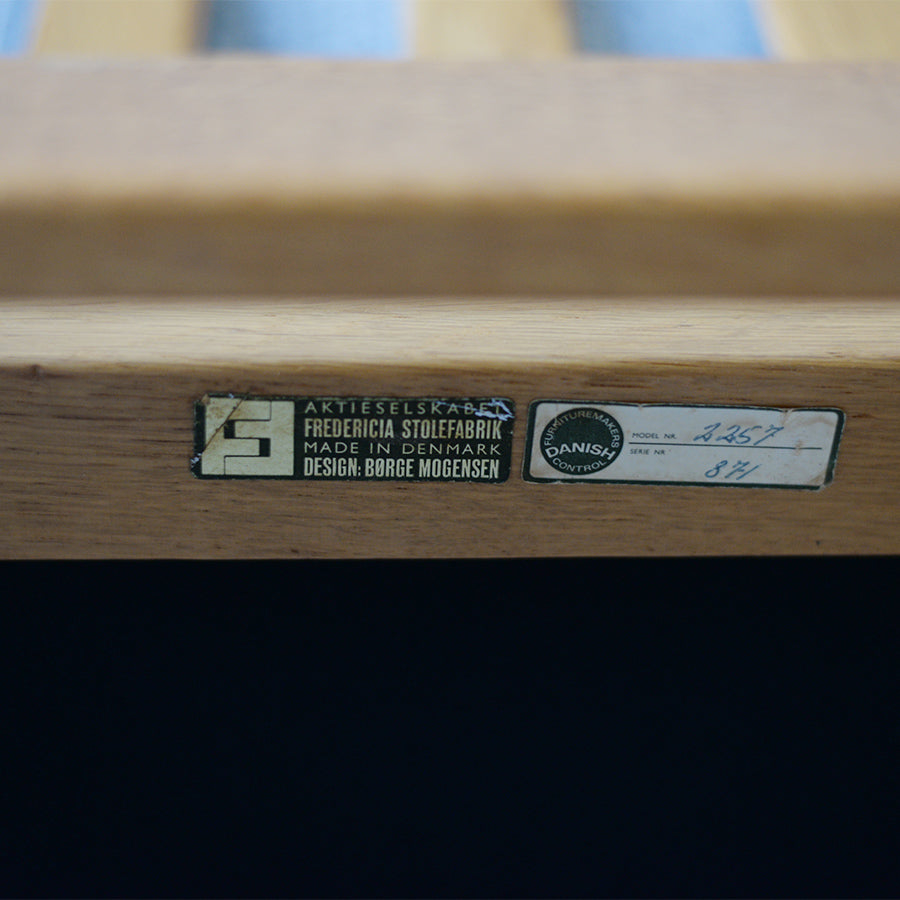 AKTIESELSKABET
FREDERICIA STOLEFABRIK
MADE IN DENMARK
DESIGN: BØRGE MOGENSEN
FURNITUREMAKERS
DANISH
CONTROL
MODEL NR. 2257
SERIE NR 871